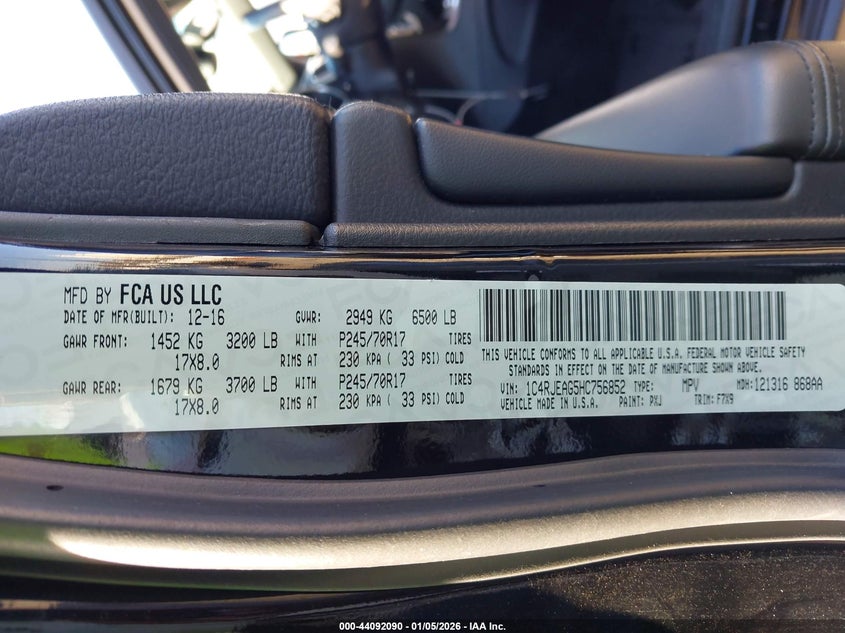 MFD BY FCA US LLC
DATE OF MFR(BUILT): 12-16 GVWR: 2949 KG 6500 LB
GAWR FRONT: 1452 KG 3200 LB WITH P245/70R17 TIRES
17X8.0 RIMS AT 230 KPA ( 33 PSI) COLD
GAWR REAR: 1679 KG 3700 LB WITH P245/70R17 TIRES
17X8.0 RIMS AT 230 KPA ( 33 PSI) COLD
THIS VEHICLE CONFORMS TO ALL APPLICABLE U.S.A. FEDERAL MOTOR VEHICLE SAFETY
STANDARDS IN EFFECT ON THE DATE OF MANUFACTURE SHOWN ABOVE.
VIN: 1C4RJEAG5HC756852 TYPE: MPV MDH: 121316 868AA
VEHICLE MADE IN U.S.A. PAINT: PXJ TRIM: F7X9
000-44092090 - 01/05/2026 - IAA Inc.